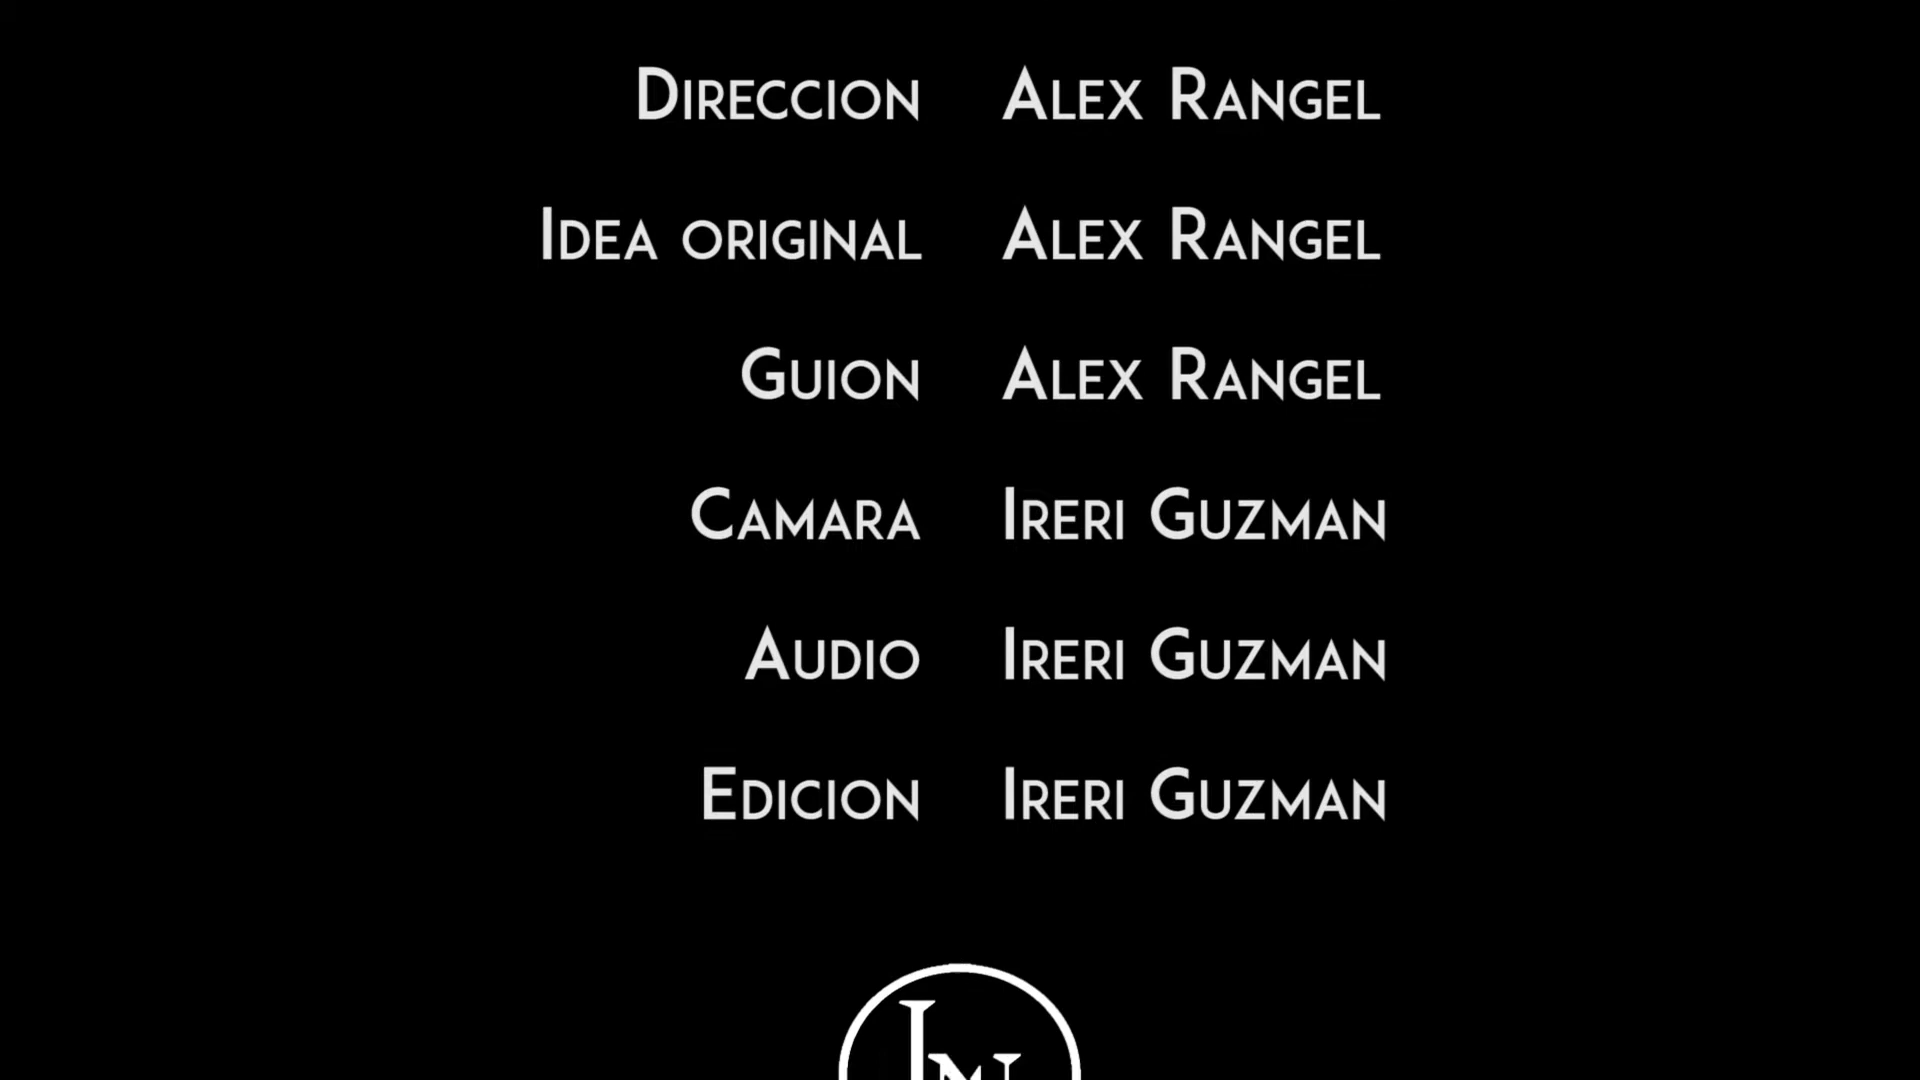 Direccion Alex Rangel
Idea original Alex Rangel
Guion Alex Rangel
Camara Ireri Guzman
Audio Ireri Guzman
Edicion Ireri Guzman